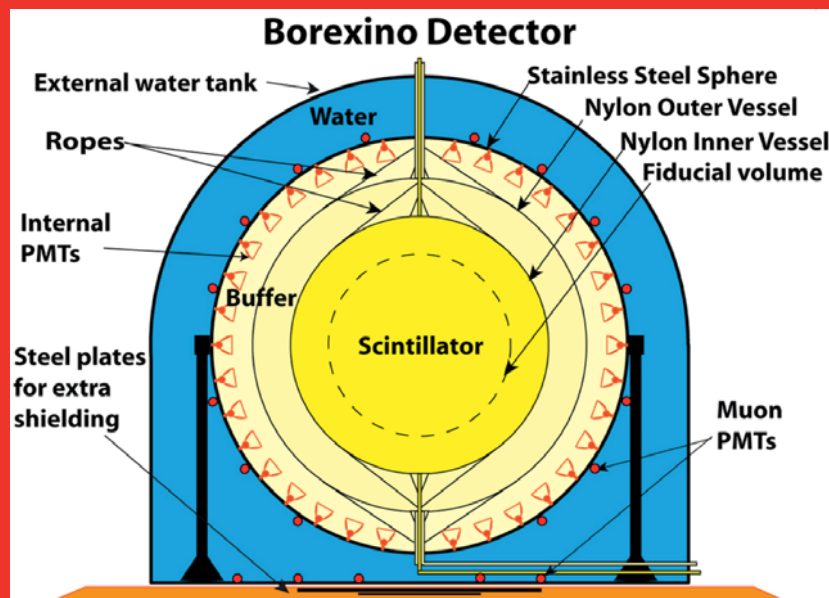 Borexino Detector
External water tank
Stainless Steel Sphere
Water
Nylon Outer Vessel
Ropes
Nylon Inner Vessel
Fiducial volume
Internal
PMTs
Buffer
Scintillator
Steel plates
for extra
shielding
Muon
PMTs